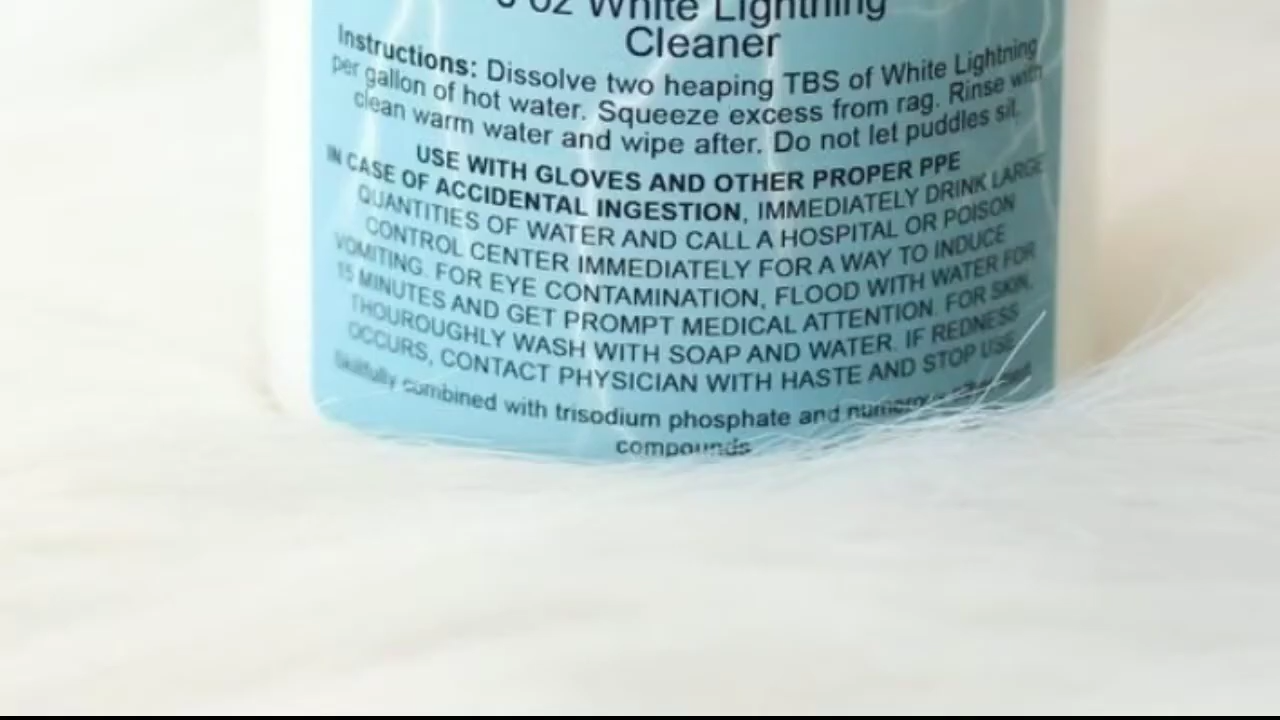 oz White Lightning
Cleaner
Instructions: Dissolve two heaping TBS of White Lightning
per gallon of hot water. Squeeze excess from rag. Rinse with
clean warm water and wipe after. Do not let puddles sit.
USE WITH GLOVES AND OTHER PROPER PPE
IN CASE OF ACCIDENTAL INGESTION, IMMEDIATELY DRINK LARGE
QUANTITIES OF WATER AND CALL A HOSPITAL OR POISON
CONTROL CENTER IMMEDIATELY FOR A WAY TO INDUCE
VOMITING. FOR EYE CONTAMINATION, FLOOD WITH WATER FOR
15 MINUTES AND GET PROMPT MEDICAL ATTENTION. FOR SKIN,
THOUROUGHLY WASH WITH SOAP AND WATER. IF REDNESS
OCCURS, CONTACT PHYSICIAN WITH HASTE AND STOP USE.
Skillfully combined with trisodium phosphate and numerous
compounds